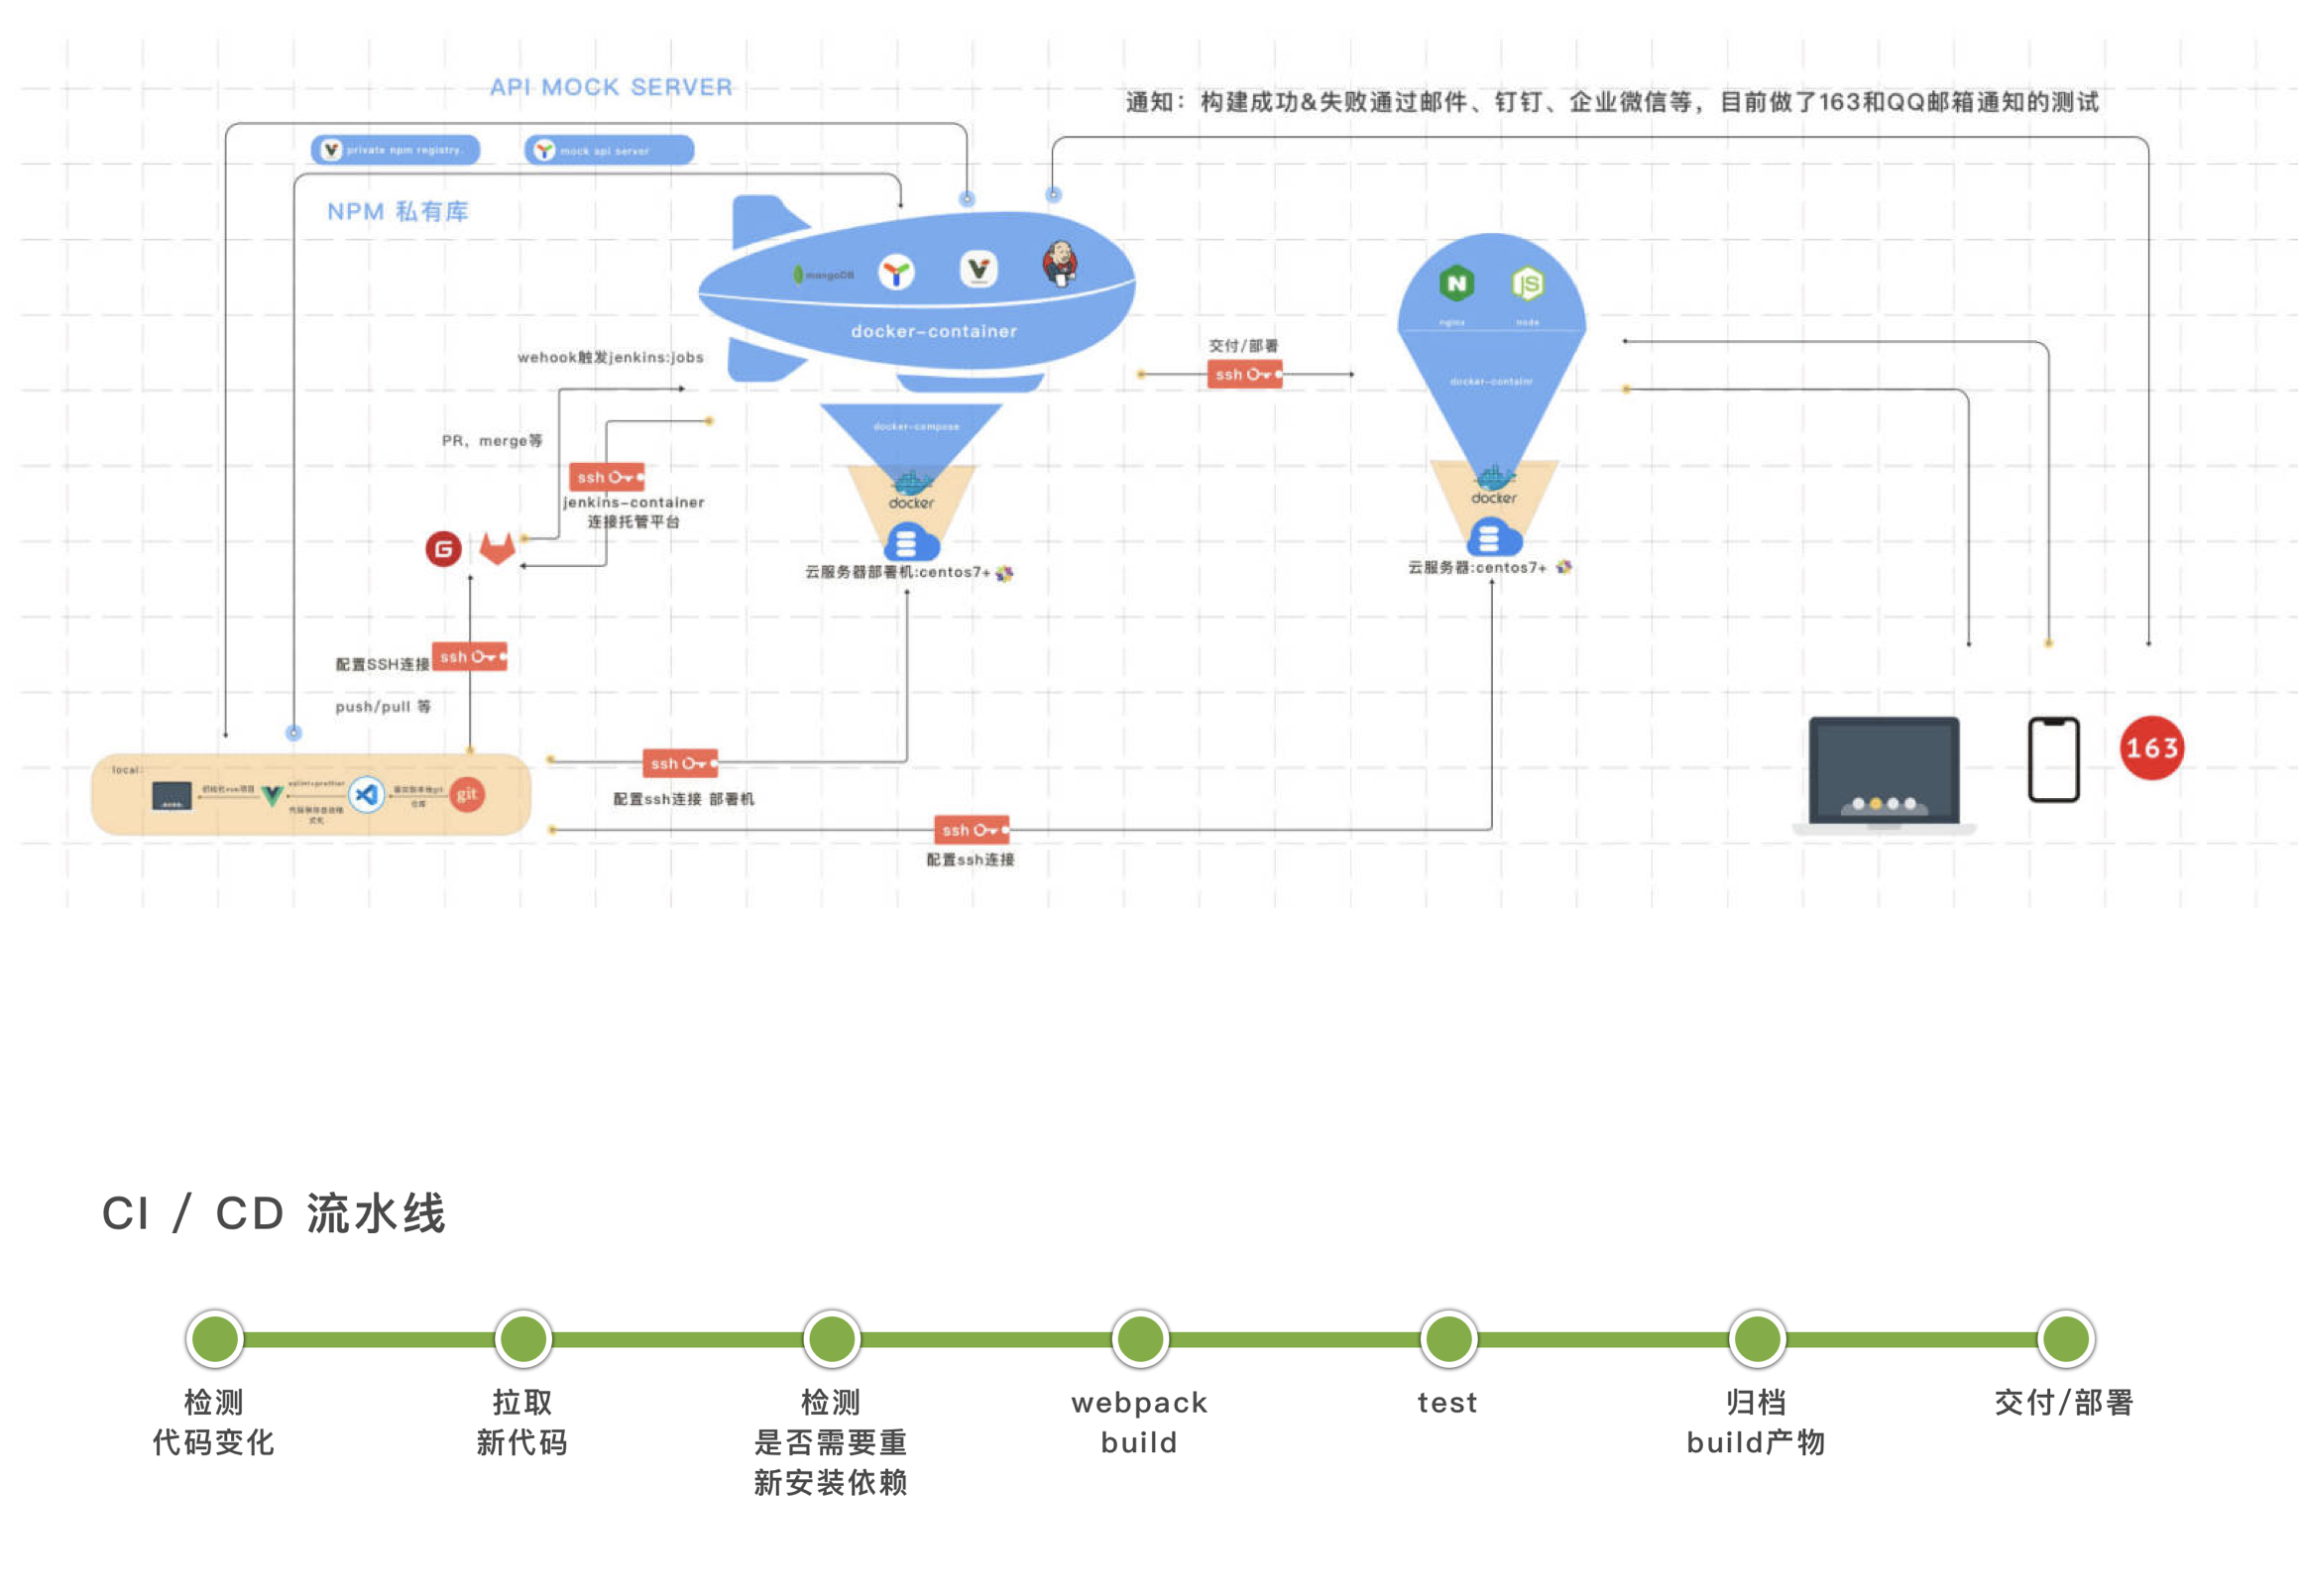 API MOCK SERVER
通知：构建成功&失败通过邮件、钉钉、企业微信等，目前做了163和QQ邮箱通知的测试
private npm registry.
mock api server
NPM 私有库
mangoDB
docker-container
nginx
node
wehook触发jenkins:jobs
交付/部署
ssh
docker-containr
docker-compose
PR，merge等
ssh
jenkins-container
连接托管平台
docker
docker
G
云服务器部署机:centos7+
云服务器:centos7+
配置SSH连接
ssh
push/pull 等
local:
git
ssh
配置ssh连接 部署机
ssh
配置ssh连接
163
CI / CD 流水线
检测
代码变化
拉取
新代码
检测
是否需要重
新安装依赖
webpack
build
test
归档
build产物
交付/部署